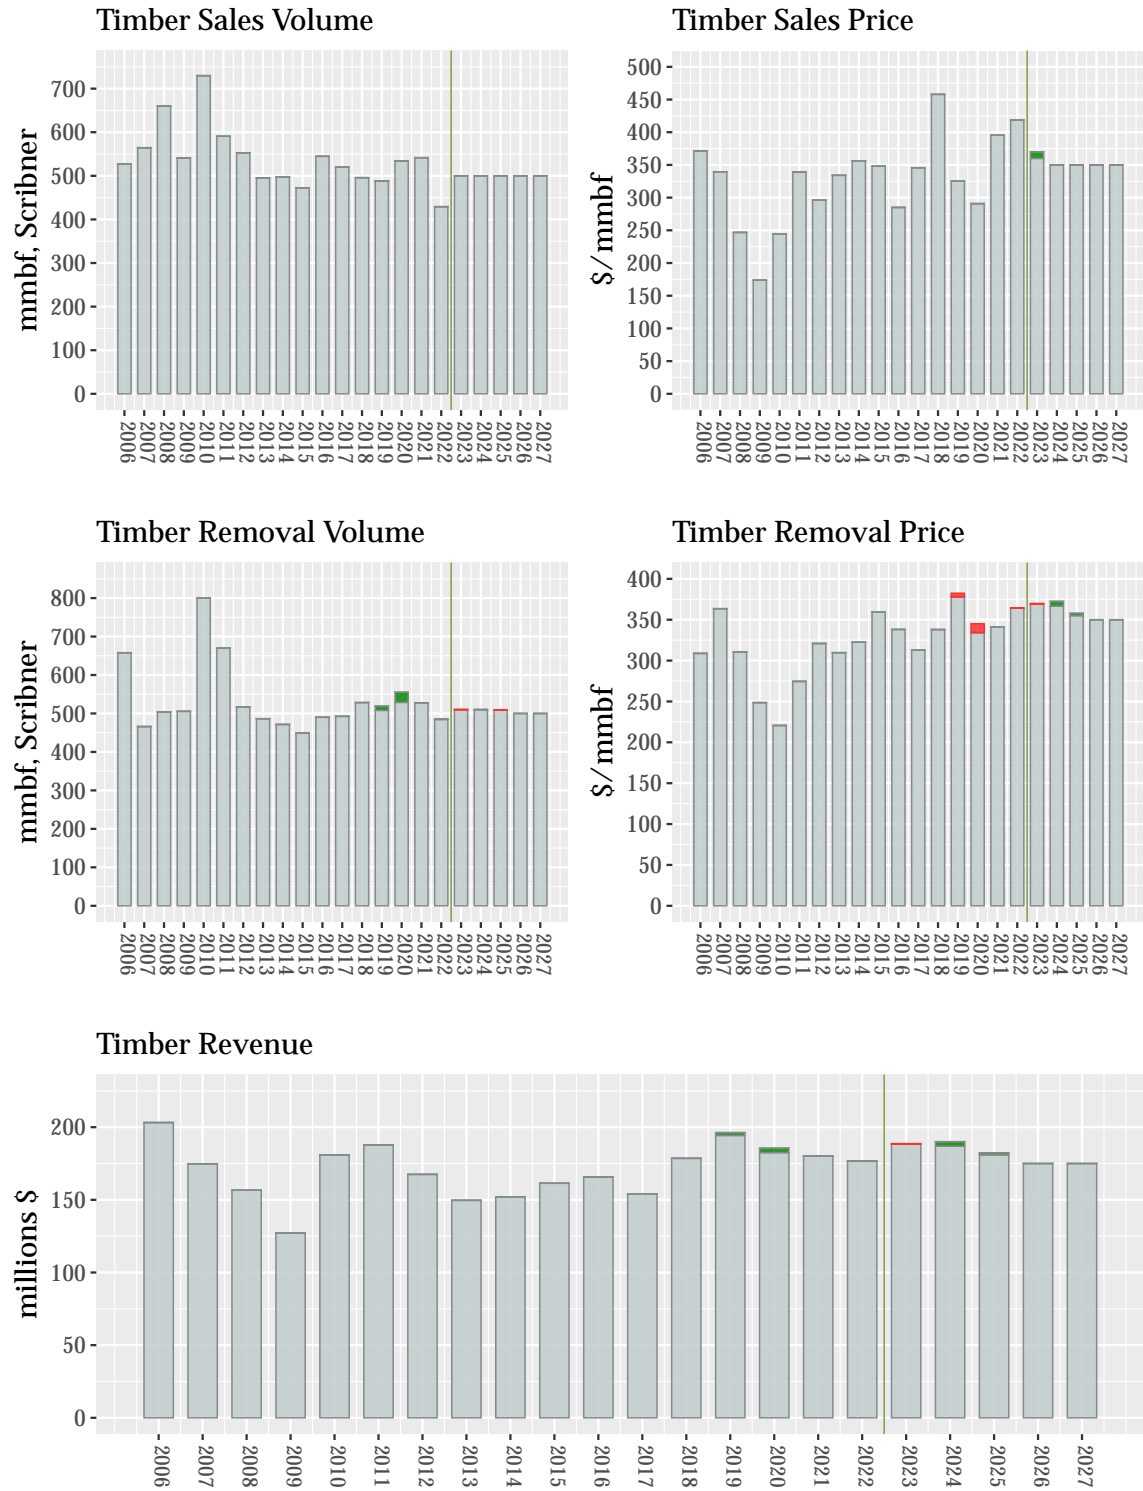 Timber Sales Volume
mmbf, Scribner
700
600
500
400
300
200
100
0
2006 2007 2008 2009 2010 2011 2012 2013 2014 2015 2016 2017 2018 2019 2020 2021 2022 2023 2024 2025 2026 2027
Timber Sales Price
$/mmbf
500
450
400
350
300
250
200
150
100
50
0
2006 2007 2008 2009 2010 2011 2012 2013 2014 2015 2016 2017 2018 2019 2020 2021 2022 2023 2024 2025 2026 2027
Timber Removal Volume
mmbf, Scribner
800
700
600
500
400
300
200
100
0
2006 2007 2008 2009 2010 2011 2012 2013 2014 2015 2016 2017 2018 2019 2020 2021 2022 2023 2024 2025 2026 2027
Timber Removal Price
$/mmbf
400
350
300
250
200
150
100
50
0
2006 2007 2008 2009 2010 2011 2012 2013 2014 2015 2016 2017 2018 2019 2020 2021 2022 2023 2024 2025 2026 2027
Timber Revenue
millions $
200
150
100
50
0
2006 2007 2008 2009 2010 2011 2012 2013 2014 2015 2016 2017 2018 2019 2020 2021 2022 2023 2024 2025 2026 2027